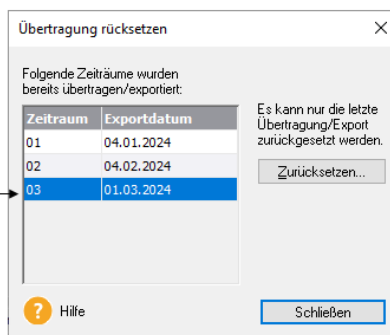 Übertragung rücksetzen
Folgende Zeiträume wurden
bereits übertragen/exportiert:
Zeitraum Exportdatum
01 04.01.2024
02 04.02.2024
03 01.03.2024
Es kann nur die letzte
Übertragung/Export
zurückgesetzt werden.
Zurücksetzen...
? Hilfe
Schließen